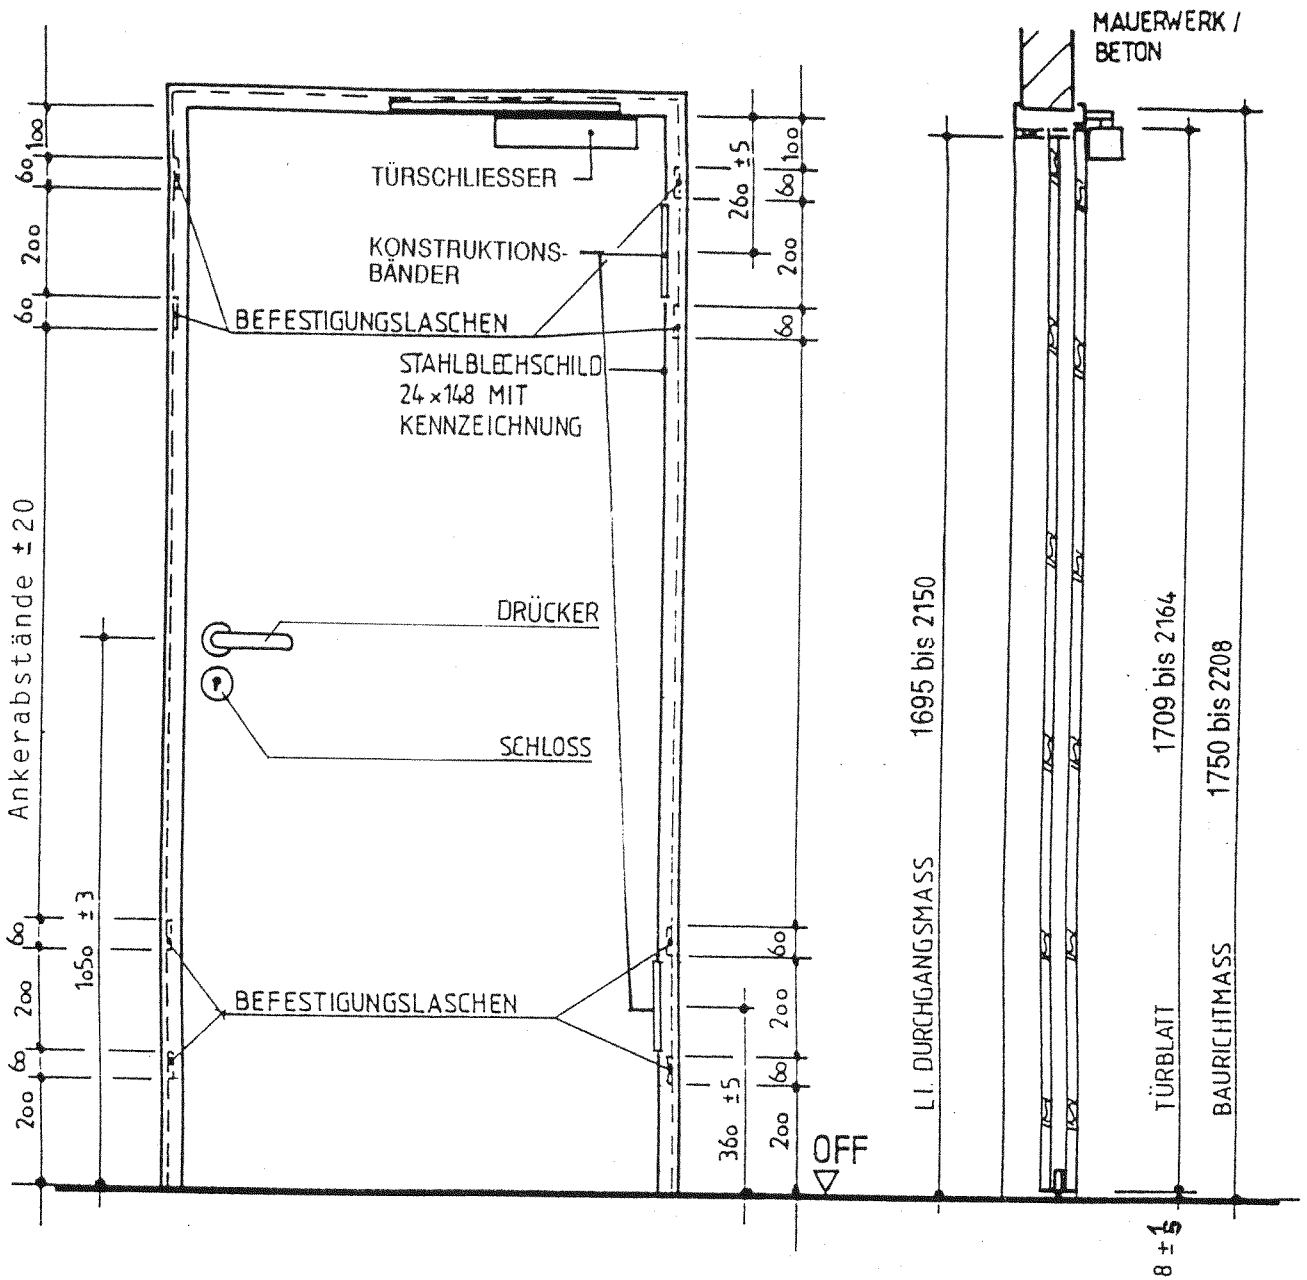 MAUERWERK /
BETON
TÜRSCHLIESSER
KONSTRUKTIONS-
BÄNDER
BEFESTIGUNGSLASCHEN
STAHLBLECHSCHILD
24 x 148 MIT
KENNZEICHNUNG
DRÜCKER
SCHLOSS
BEFESTIGUNGSLASCHEN
OFF
100
60
200
60
Ankerabstände ± 20
60
200
60
200
1050 ± 3
260 ± 5
100
60
200
60
60
200
60
200
360 ± 5
LI. DURCHGANGSMASS
1695 bis 2150
TÜRBLATT
1709 bis 2164
BAURICHTMASS
1750 bis 2208
8 ±